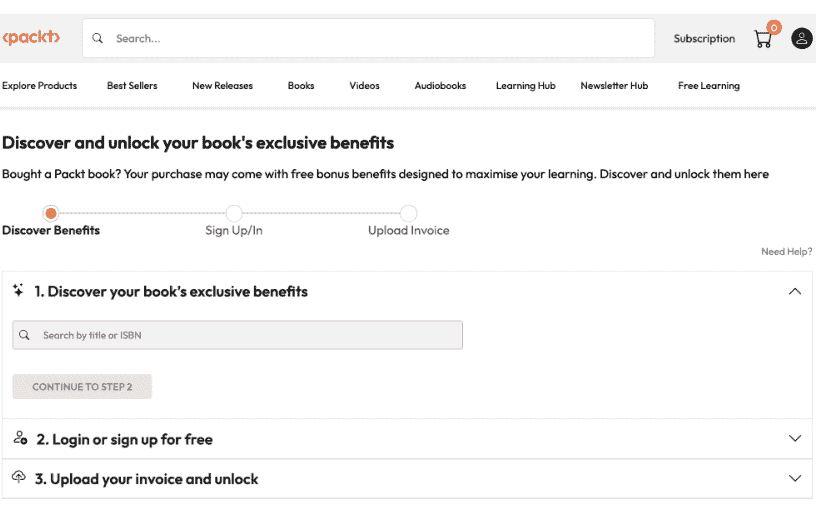 <packt>
Search...
Subscription
0
Explore Products Best Sellers New Releases Books Videos Audiobooks Learning Hub Newsletter Hub Free Learning
Discover and unlock your book's exclusive benefits
Bought a Packt book? Your purchase may come with free bonus benefits designed to maximise your learning. Discover and unlock them here
Discover Benefits Sign Up/In Upload Invoice
Need Help?
1. Discover your book's exclusive benefits
Search by title or ISBN
CONTINUE TO STEP 2
2. Login or sign up for free
3. Upload your invoice and unlock